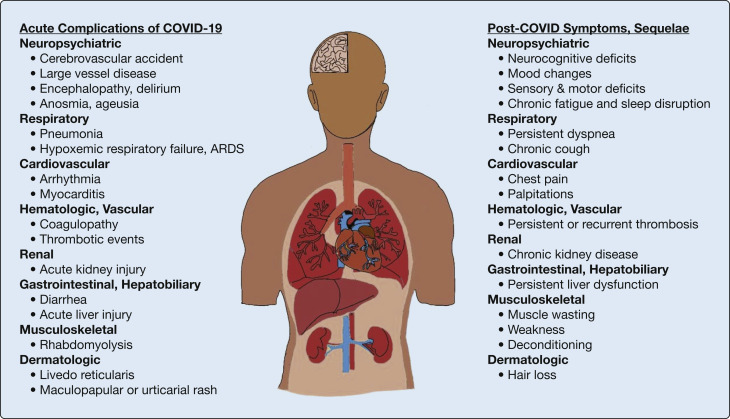 Acute Complications of COVID-19
Neuropsychiatric
• Cerebrovascular accident
• Large vessel disease
• Encephalopathy, delirium
• Anosmia, ageusia
Respiratory
• Pneumonia
• Hypoxemic respiratory failure, ARDS
Cardiovascular
• Arrhythmia
• Myocarditis
Hematologic, Vascular
• Coagulopathy
• Thrombotic events
Renal
• Acute kidney injury
Gastrointestinal, Hepatobiliary
• Diarrhea
• Acute liver injury
Musculoskeletal
• Rhabdomyolysis
Dermatologic
• Livedo reticularis
• Maculopapular or urticarial rash
Post-COVID Symptoms, Sequelae
Neuropsychiatric
• Neurocognitive deficits
• Mood changes
• Sensory & motor deficits
• Chronic fatigue and sleep disruption
Respiratory
• Persistent dyspnea
• Chronic cough
Cardiovascular
• Chest pain
• Palpitations
Hematologic, Vascular
• Persistent or recurrent thrombosis
Renal
• Chronic kidney disease
Gastrointestinal, Hepatobiliary
• Persistent liver dysfunction
Musculoskeletal
• Muscle wasting
• Weakness
• Deconditioning
Dermatologic
• Hair loss